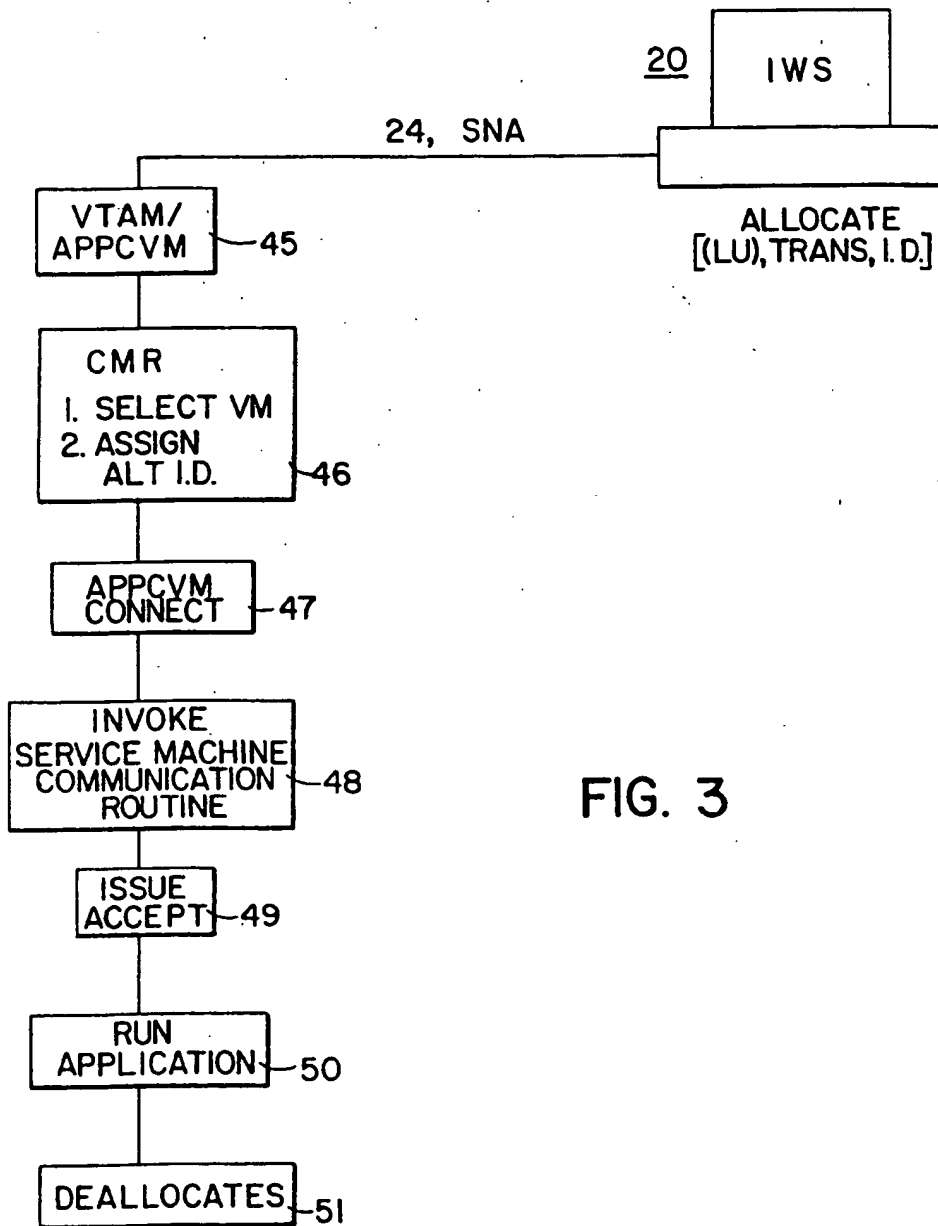 20
IWS
24, SNA
ALLOCATE
[(LU), TRANS, I.D.]
VTAM/
APPCVM
45
CMR
1. SELECT VM
2. ASSIGN
ALT I.D.
46
APPCVM
CONNECT
47
INVOKE
SERVICE MACHINE
COMMUNICATION
ROUTINE
48
FIG. 3
ISSUE
ACCEPT
49
RUN
APPLICATION
50
DEALLOCATES
51